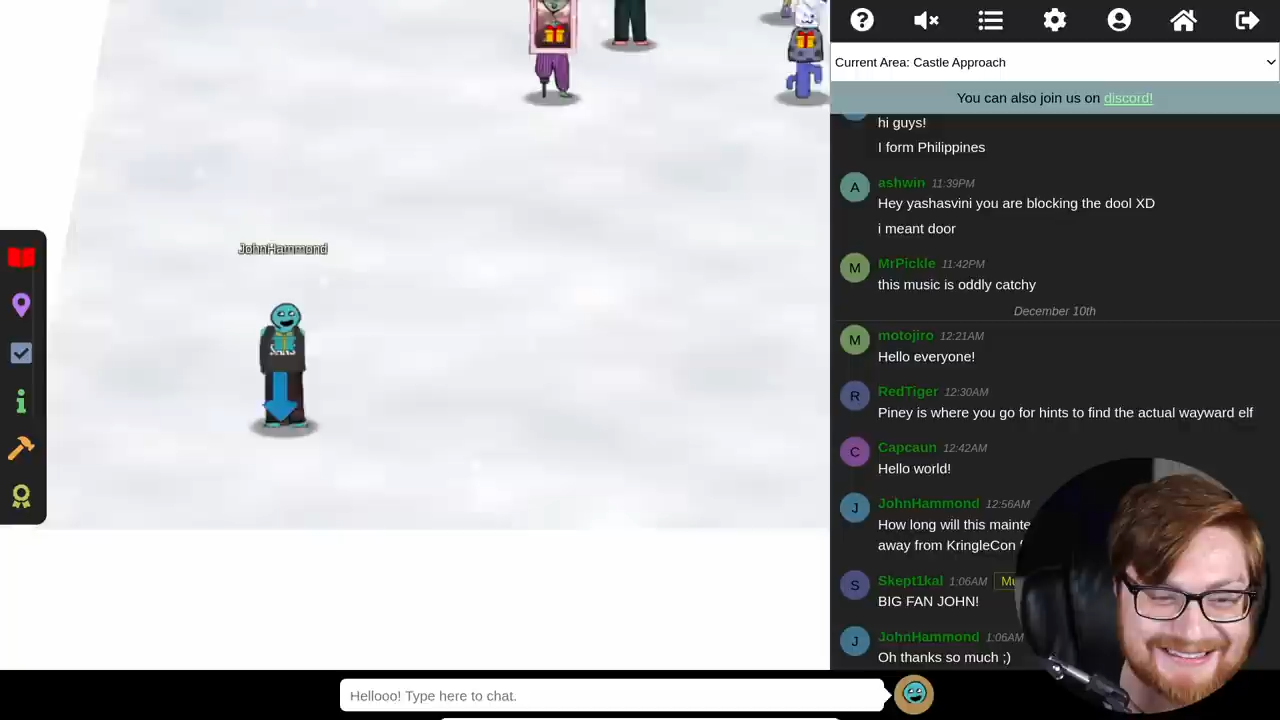 JohnHammond
Current Area: Castle Approach
You can also join us on discord!
hi guys!
I form Philippines
A
ashwin 11:39PM
Hey yashasvini you are blocking the dool XD
i meant door
M
MrPickle 11:42PM
this music is oddly catchy
December 10th
M
motojiro 12:21AM
Hello everyone!
R
RedTiger 12:30AM
Piney is where you go for hints to find the actual wayward elf
C
Capcaun 12:42AM
Hello world!
J
JohnHammond 12:56AM
How long will this mainte
away from KringleCon
S
Skept1kal 1:06AM Mu
BIG FAN JOHN!
J
JohnHammond 1:06AM
Oh thanks so much ;)
Hellooo! Type here to chat.